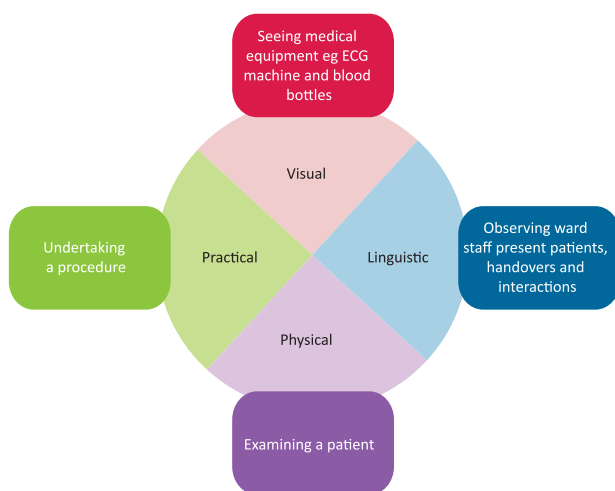 Seeing medical
equipment eg ECG
machine and blood
bottles
Visual
Undertaking
a procedure
Practical
Linguistic
Observing ward
staff present patients,
handovers and
interactions
Physical
Examining a patient